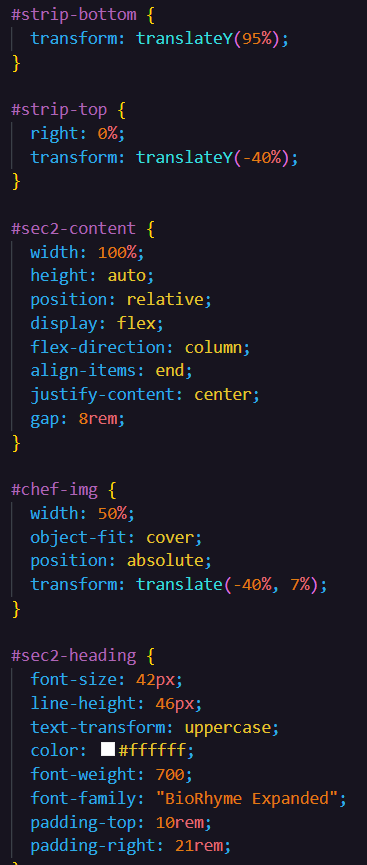 #strip-bottom {
transform: translateY(95%);
}
#strip-top {
right: 0%;
transform: translateY(-40%);
}
#sec2-content {
width: 100%;
height: auto;
position: relative;
display: flex;
flex-direction: column;
align-items: end;
justify-content: center;
gap: 8rem;
}
#chef-img {
width: 50%;
object-fit: cover;
position: absolute;
transform: translate(-40%, 7%);
}
#sec2-heading {
font-size: 42px;
line-height: 46px;
text-transform: uppercase;
color: #ffffff;
font-weight: 700;
font-family: "BioRhyme Expanded";
padding-top: 10rem;
padding-right: 21rem;
}